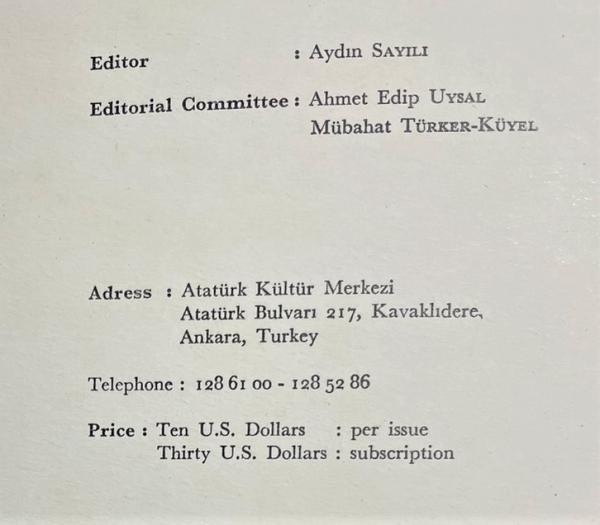 Editor : Aydın SAYILI
Editorial Committee : Ahmet Edip UYSAL
Mübahat TÜRKER-KÜYEL
Adress : Atatürk Kültür Merkezi
Atatürk Bulvarı 217, Kavaklıdere,
Ankara, Turkey
Telephone : 128 61 00 - 128 52 86
Price : Ten U.S. Dollars : per issue
Thirty U.S. Dollars : subscription